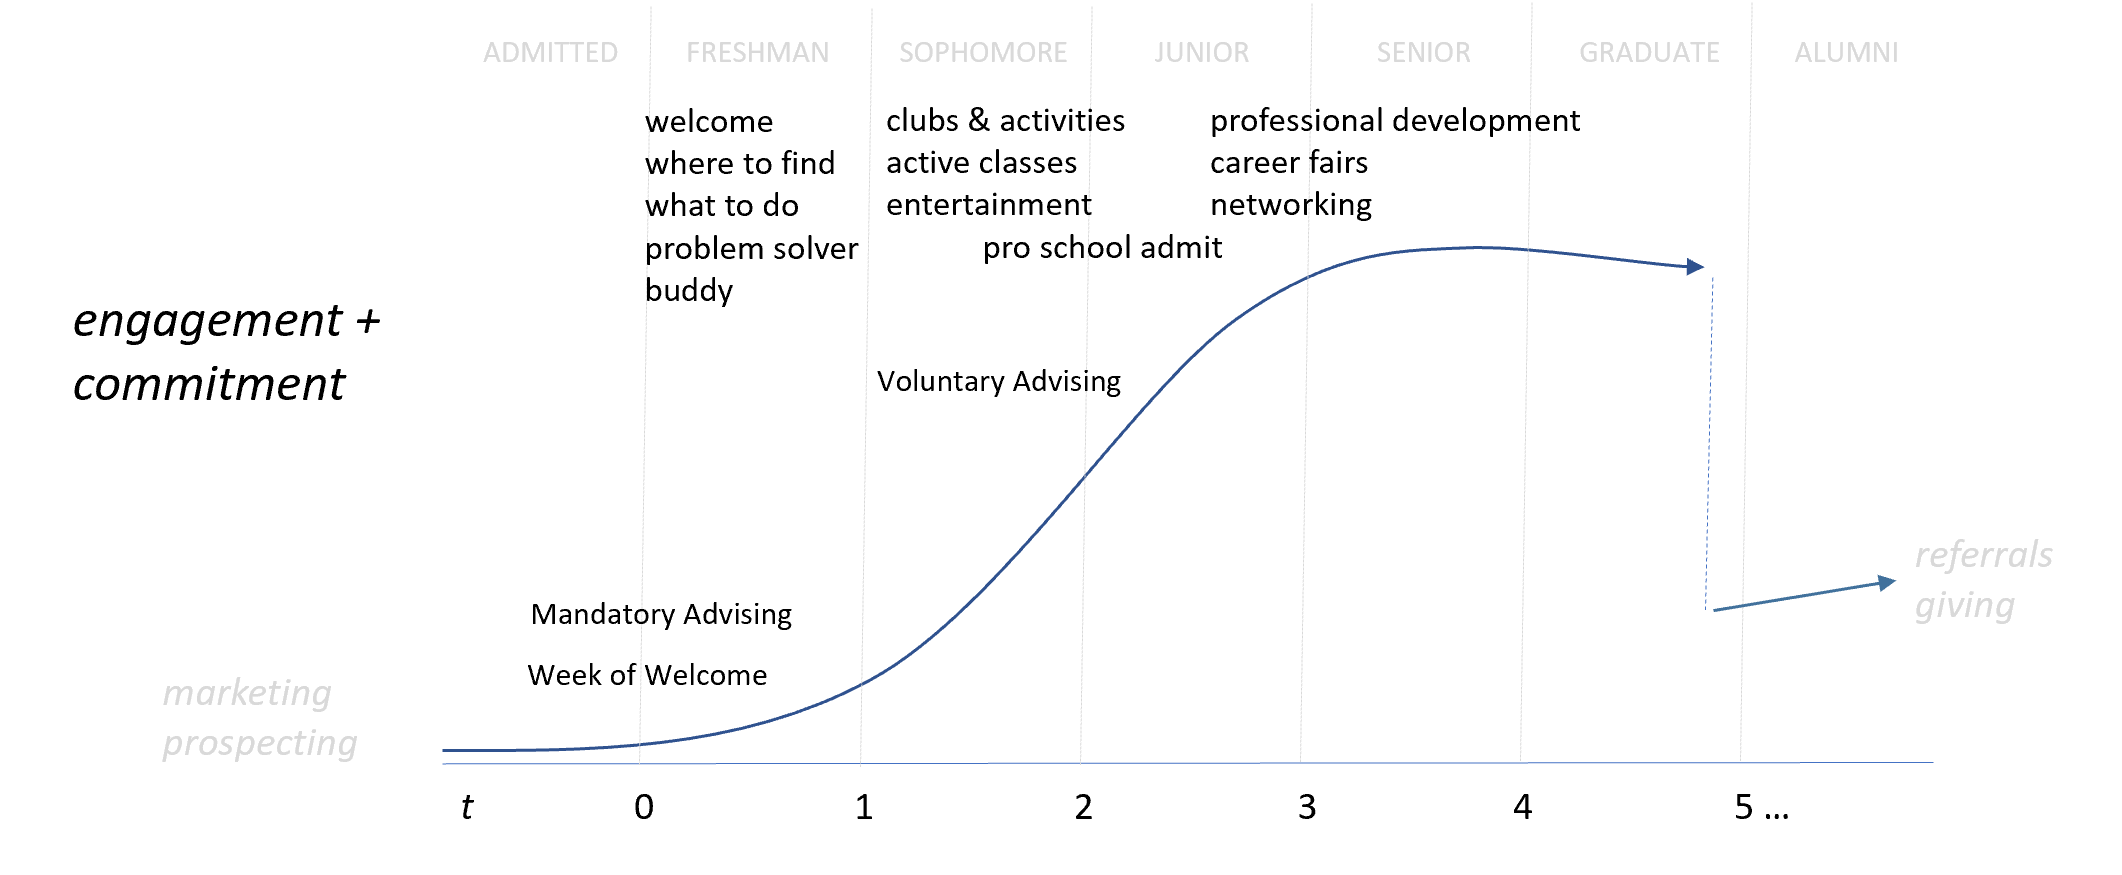 ADMITTED FRESHMAN SOPHOMORE JUNIOR SENIOR GRADUATE ALUMNI
welcome
where to find
what to do
problem solver
buddy
clubs & activities
active classes
entertainment
pro school admit
professional development
career fairs
networking
engagement +
commitment
Voluntary Advising
Mandatory Advising
Week of Welcome
marketing
prospecting
referrals
giving
t 0 1 2 3 4 5 ...